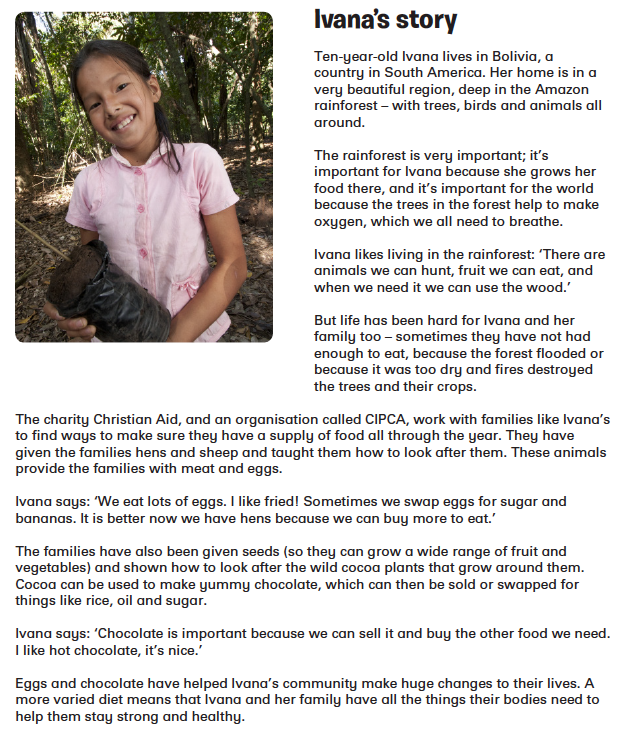 Ivana's story
Ten-year-old Ivana lives in Bolivia, a
country in South America. Her home is in a
very beautiful region, deep in the Amazon
rainforest – with trees, birds and animals all
around.
The rainforest is very important; it's
important for Ivana because she grows her
food there, and it's important for the world
because the trees in the forest help to make
oxygen, which we all need to breathe.
Ivana likes living in the rainforest: 'There are
animals we can hunt, fruit we can eat, and
when we need it we can use the wood.'
But life has been hard for Ivana and her
family too – sometimes they have not had
enough to eat, because the forest flooded or
because it was too dry and fires destroyed
the trees and their crops.
The charity Christian Aid, and an organisation called CIPCA, work with families like Ivana's
to find ways to make sure they have a supply of food all through the year. They have
given the families hens and sheep and taught them how to look after them. These animals
provide the families with meat and eggs.
Ivana says: 'We eat lots of eggs. I like fried! Sometimes we swap eggs for sugar and
bananas. It is better now we have hens because we can buy more to eat.'
The families have also been given seeds (so they can grow a wide range of fruit and
vegetables) and shown how to look after the wild cocoa plants that grow around them.
Cocoa can be used to make yummy chocolate, which can then be sold or swapped for
things like rice, oil and sugar.
Ivana says: 'Chocolate is important because we can sell it and buy the other food we need.
I like hot chocolate, it's nice.'
Eggs and chocolate have helped Ivana's community make huge changes to their lives. A
more varied diet means that Ivana and her family have all the things their bodies need to
help them stay strong and healthy.